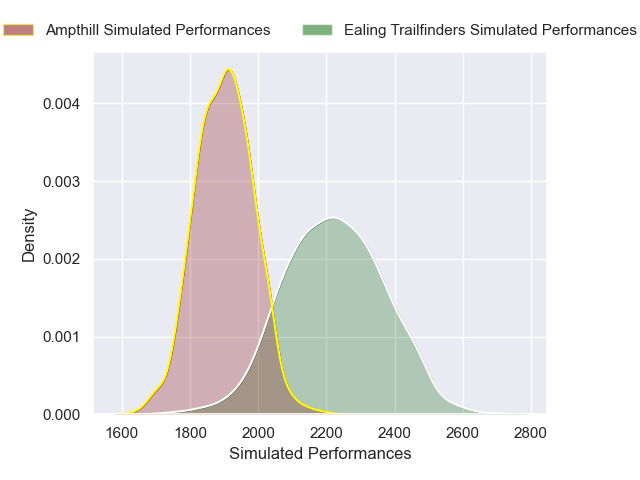 Ampthill Simulated Performances Ealing Trailfinders Simulated Performances
0.004
0.003
0.002
0.001
0.000
Density
1600 1800 2000 2200 2400 2600 2800
Simulated Performances